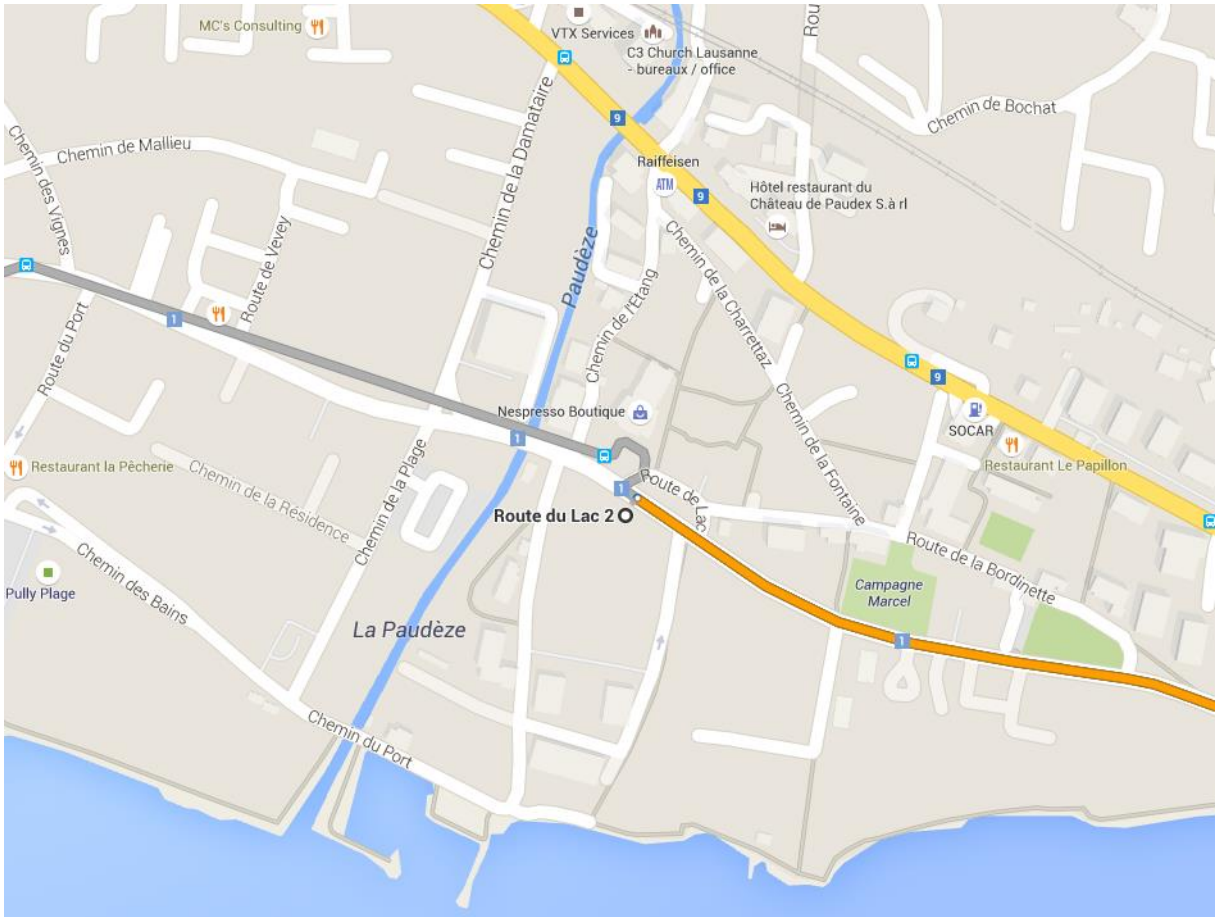 MC's Consulting
VTX Services
C3 Church Lausanne
- bureaux / office
Rou
Chemin de Bochat
9
Chemin de Mallieu
Chemin des Vignes
Chemin de la Damataire
Raiffeisen
ATM
9
Hôtel restaurant du
Château de Paudex S.à rl
Route de Vevey
Paudèze
Chemin de l'Etang
Chemin de la Charrettaz
1
Route du Port
9
Chemin de la Fontaine
Nespresso Boutique
SOCAR
1
Restaurant la Pêcherie
Restaurant Le Papillon
Chemin de la Résidence
Chemin de la Plage
1
Route de Lac
Route du Lac 2
Route de la Bordinette
Pully Plage
Chemin des Bains
Campagne
Marcel
La Paudèze
1
Chemin du Port